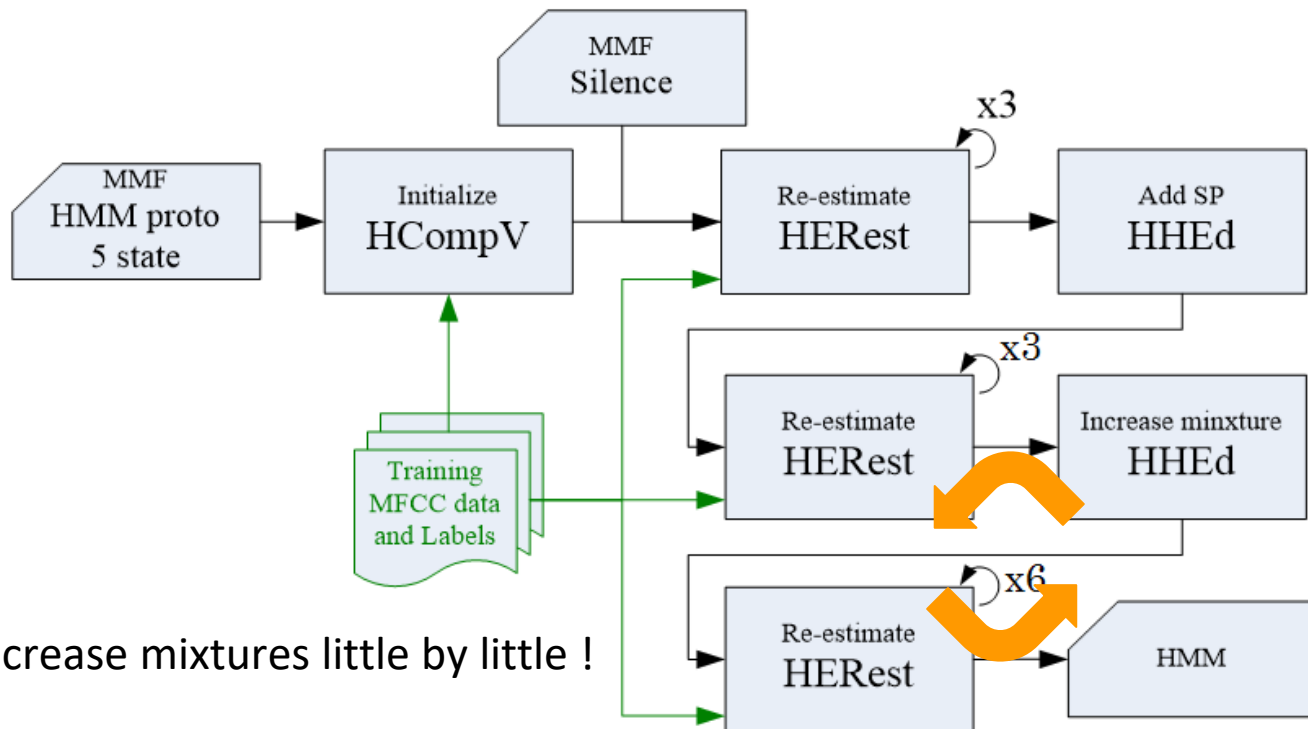 MMF
Silence
x3
MMF
HMM proto
5 state
Initialize
HCompV
Re-estimate
HERest
Add SP
HHEd
x3
Re-estimate
HERest
Increase minxture
HHEd
Training
MFCC data
and Labels
x6
Re-estimate
HERest
HMM
crease mixtures little by little !